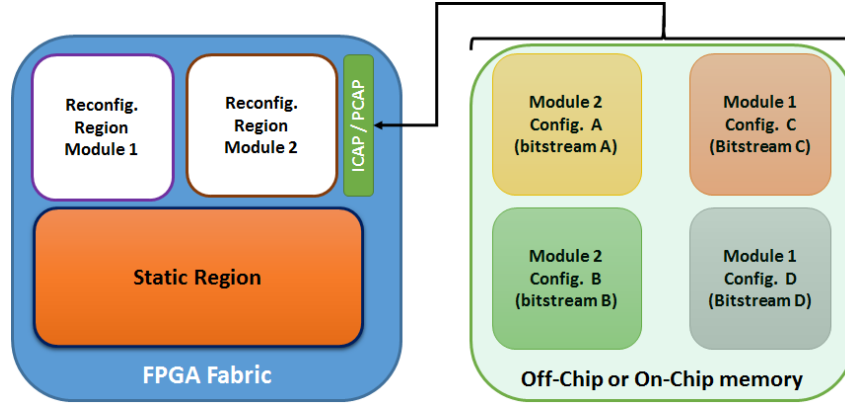 Reconfig.
Region
Module 1
Reconfig.
Region
Module 2
ICAP / PCAP
Static Region
FPGA Fabric
Module 2
Config. A
(bitstream A)
Module 1
Config. C
(Bitstream C)
Module 2
Config. B
(bitstream B)
Module 1
Config. D
(Bitstream D)
Off-Chip or On-Chip memory